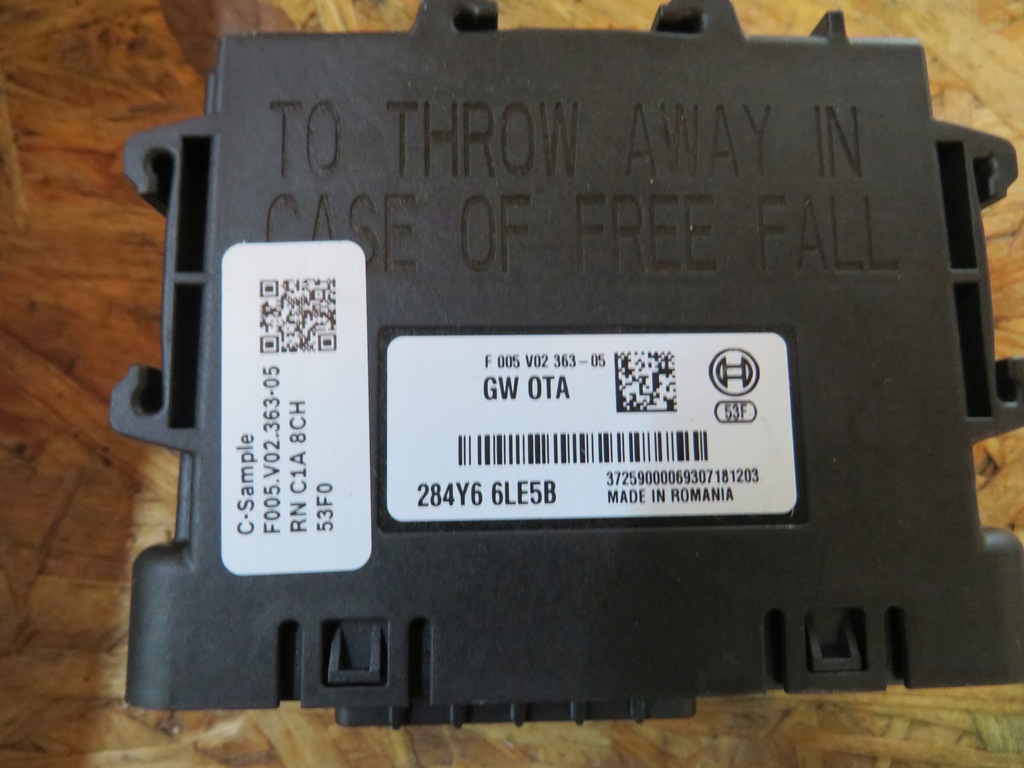 TO THROW AWAY IN
CASE OF FREE FALL
C-Sample
F005.V02.363-05
RN C1A 8CH
53F0
F 005 V02 363-05
GW OTA
53F
37259000069307181203
284Y6 6LE5B
MADE IN ROMANIA